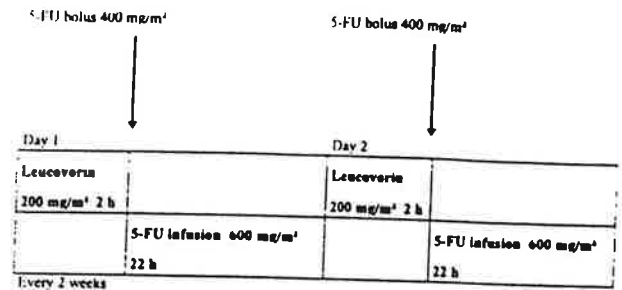 5-FU bolus 400 mg/m²
5-FU bolus 400 mg/m²
Day 1
Day 2
Leucovorin
200 mg/m² 2 h
Leucovorin
200 mg/m² 2 h
5-FU infusion 600 mg/m²
22 h
5-FU infusion 600 mg/m²
22 h
Every 2 weeks